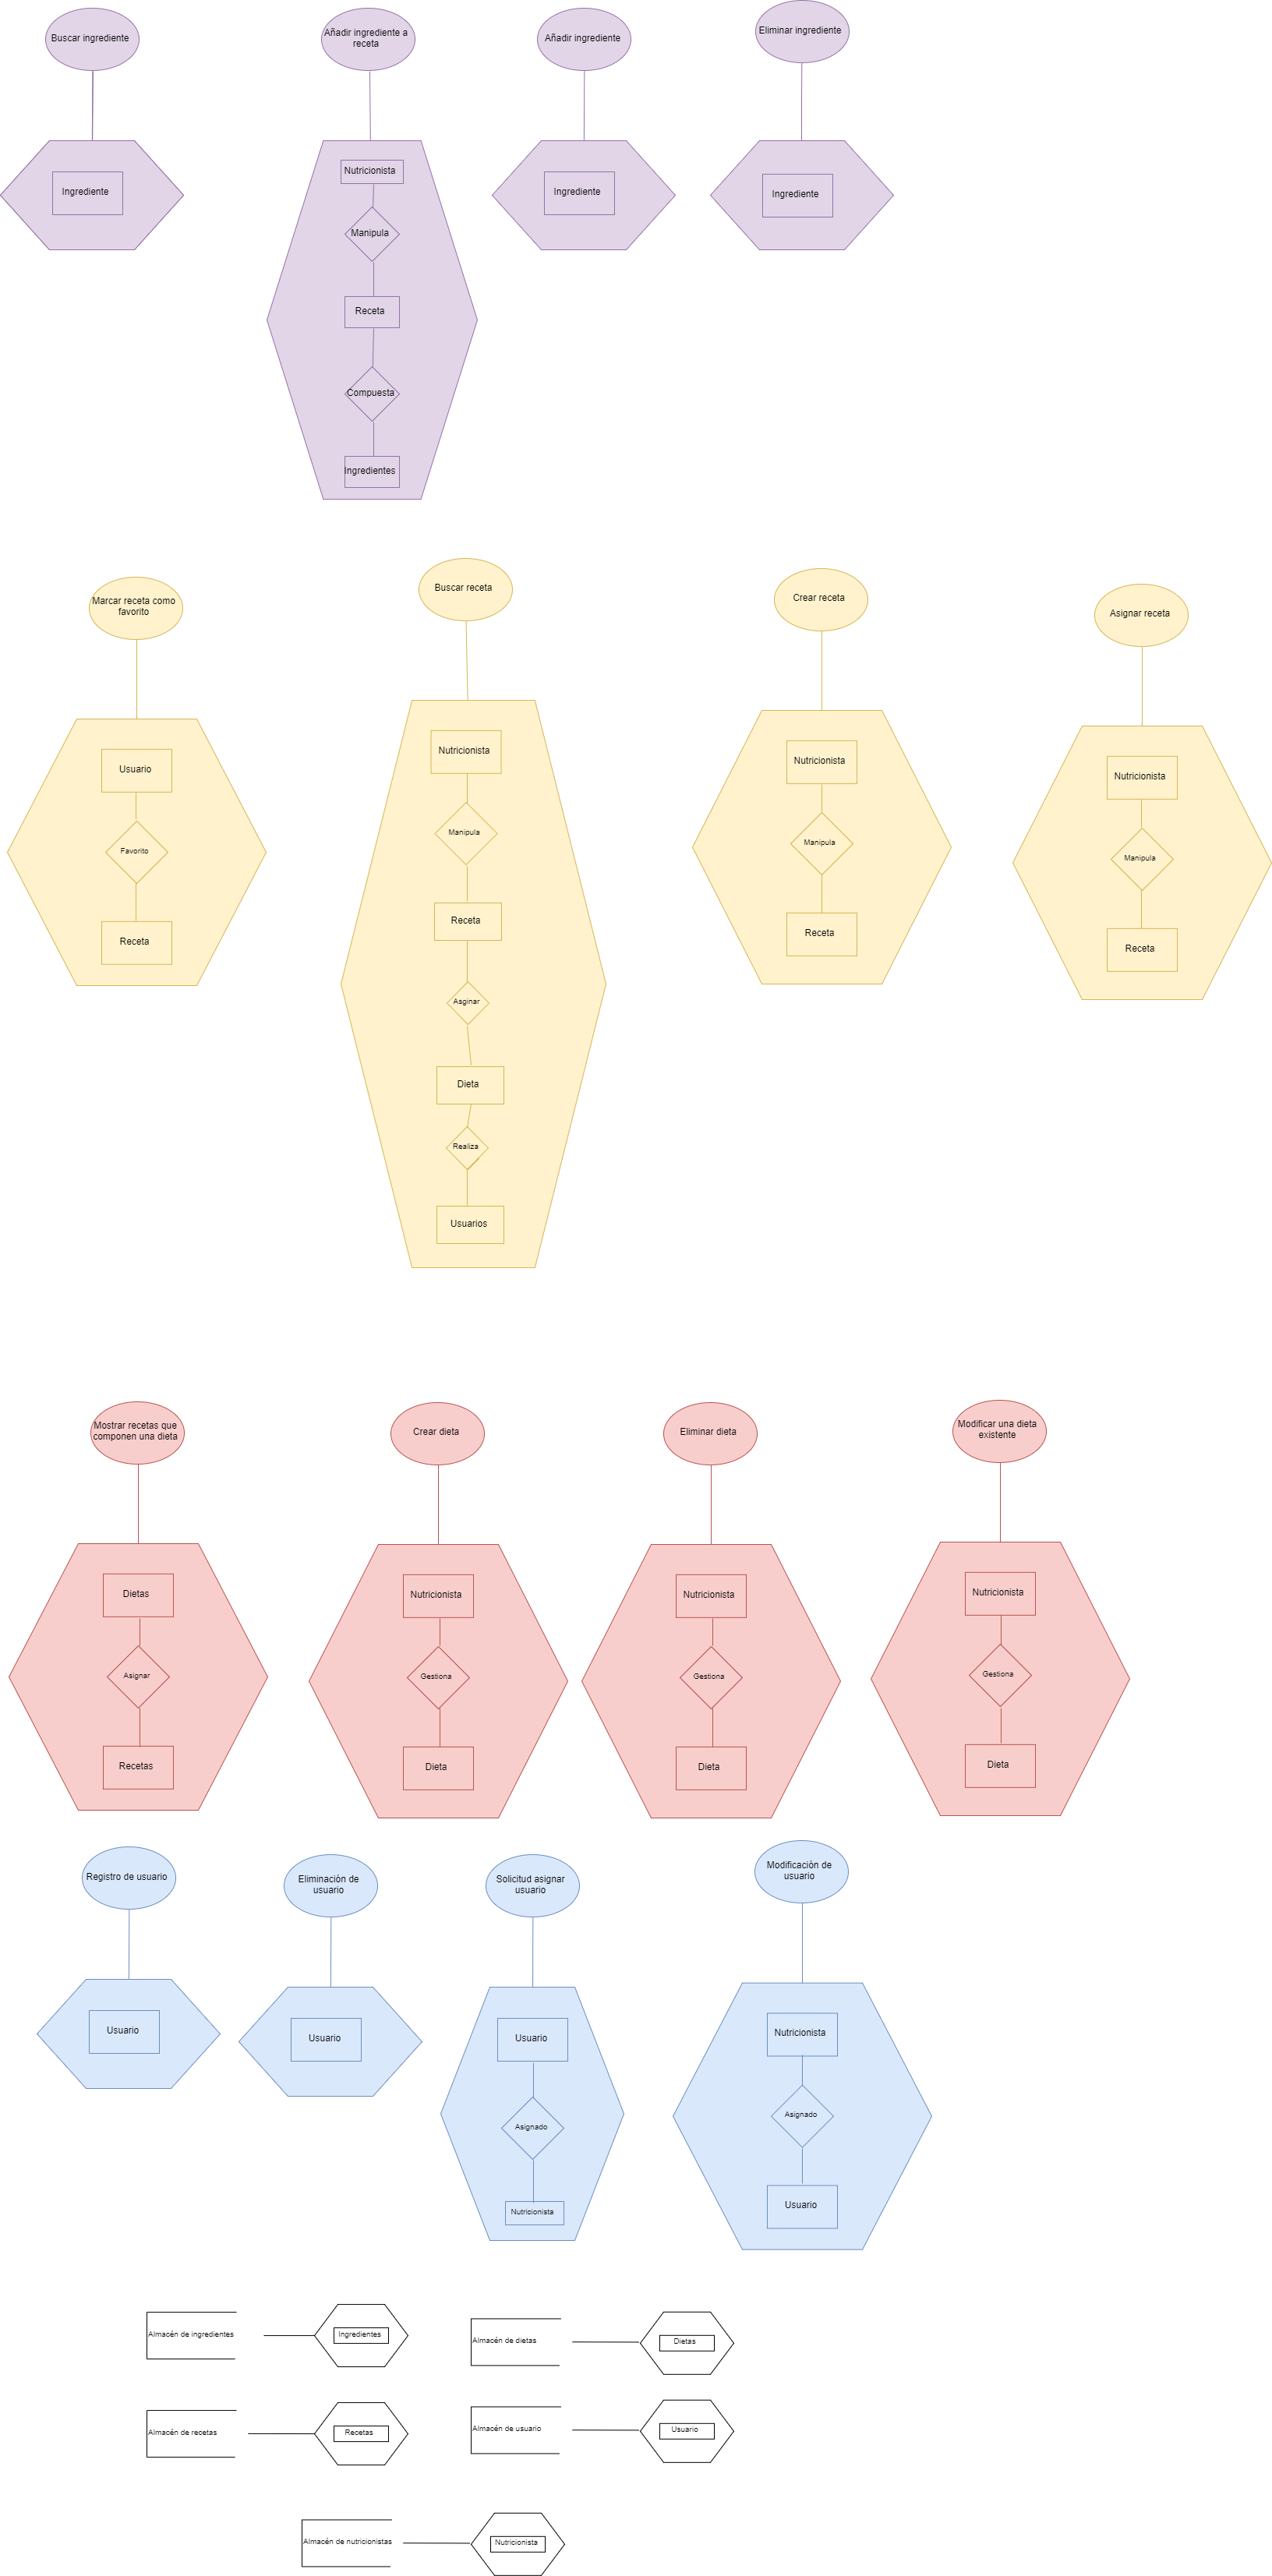 Buscar ingrediente
Añadir ingrediente a
receta
Añadir ingrediente
Eliminar ingrediente
Ingrediente
Nutricionista
Manipula
Receta
Compuesta
Ingredientes
Ingrediente
Ingrediente
Marcar receta como
favorito
Usuario
Favorito
Receta
Buscar receta
Nutricionista
Manipula
Receta
Asginar
Dieta
Realiza
Usuarios
Crear receta
Nutricionista
Manipula
Receta
Asignar receta
Nutricionista
Manipula
Receta
Mostrar recetas que
componen una dieta
Dietas
Asignar
Recetas
Crear dieta
Nutricionista
Gestiona
Dieta
Eliminar dieta
Nutricionista
Gestiona
Dieta
Modificar una dieta
existente
Nutricionista
Gestiona
Dieta
Registro de usuario
Usuario
Eliminación de
usuario
Usuario
Solicitud asignar
usuario
Usuario
Asignado
Nutricionista
Modificación de
usuario
Nutricionista
Asignado
Usuario
Almacén de ingredientes
Ingredientes
Almacén de dietas
Dietas
Almacén de recetas
Recetas
Almacén de usuario
Usuario
Almacén de nutricionistas
Nutricionista